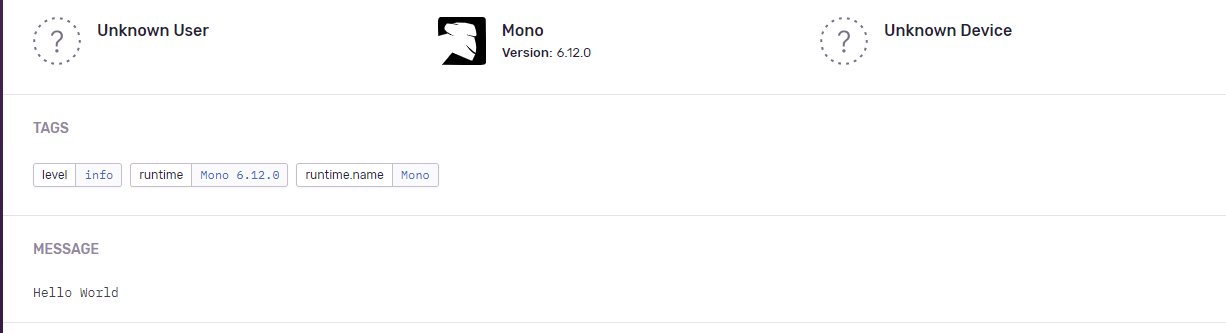 Unknown User
Mono
Version: 6.12.0
Unknown Device
TAGS
level info runtime Mono 6.12.0 runtime.name Mono
MESSAGE
Hello World